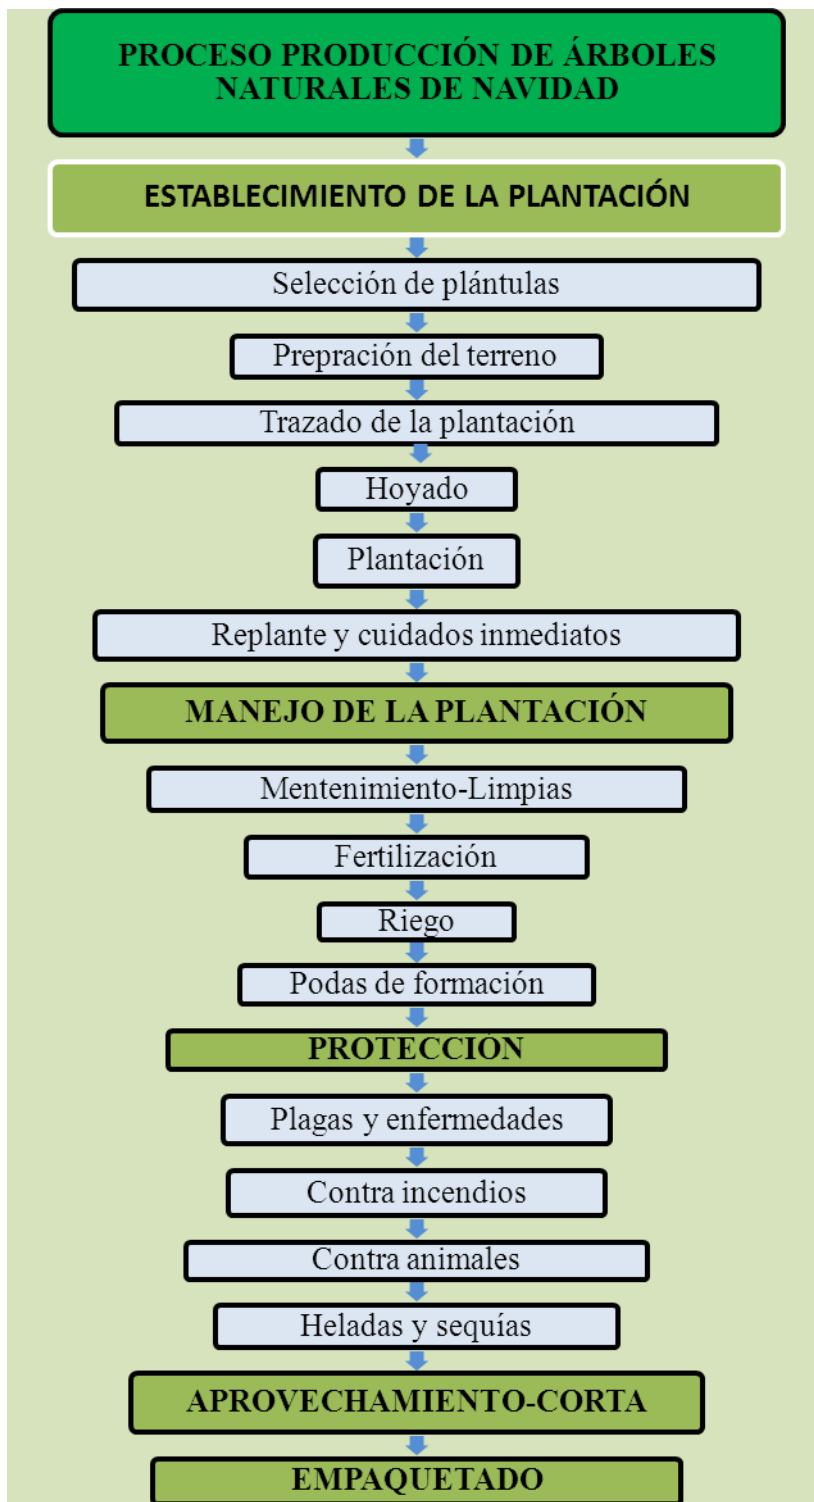 PROCESO PRODUCCIÓN DE ÁRBOLES
NATURALES DE NAVIDAD
ESTABLECIMIENTO DE LA PLANTACIÓN
Selección de plántulas
Prepración del terreno
Trazado de la plantación
Hoyado
Plantación
Replante y cuidados inmediatos
MANEJO DE LA PLANTACIÓN
Mentenimiento-Limpias
Fertilización
Riego
Podas de formación
PROTECCIÓN
Plagas y enfermedades
Contra incendios
Contra animales
Heladas y sequías
APROVECHAMIENTO-CORTA
EMPAQUETADO